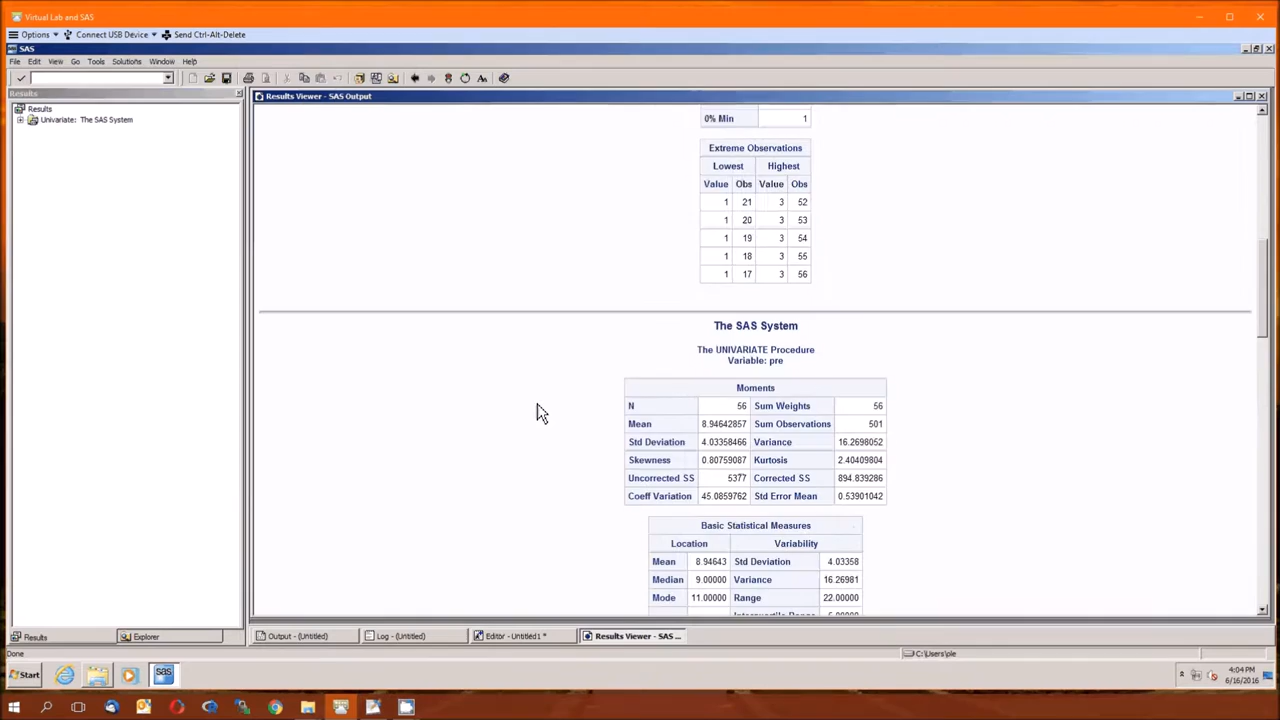 Virtual Lab and SAS
Options Connect USB Device Send Ctrl-Alt-Delete
SAS
File Edit View Go Tools Solutions Window Help
Results
Results Viewer - SAS Output
Results
Univariate: The SAS System
0% Min 1
Extreme Observations
Lowest Highest
Value Obs Value Obs
1 21 3 52
1 20 3 53
1 19 3 54
1 18 3 55
1 17 3 56
The SAS System
The UNIVARIATE Procedure
Variable: pre
Moments
N 56 Sum Weights 56
Mean 8.94642857 Sum Observations 501
Std Deviation 4.03358466 Variance 16.2698052
Skewness 0.80759087 Kurtosis 2.40409804
Uncorrected SS 5377 Corrected SS 894.839286
Coeff Variation 45.0859762 Std Error Mean 0.53901042
Basic Statistical Measures
Location Variability
Mean 8.94643 Std Deviation 4.03358
Median 9.00000 Variance 16.26981
Mode 11.00000 Range 22.00000
Results Explorer Output - (Untitled) Log - (Untitled) Editor - Untitled1 * Results Viewer - SAS ...
Done C:\Users\ple
Start sas 4:04 PM
6/16/2016